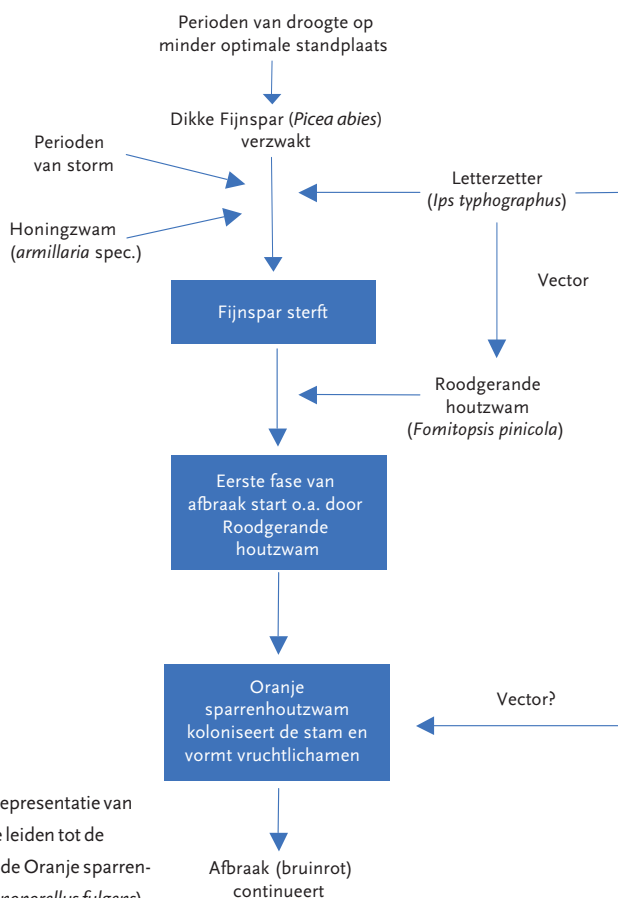 Perioden van droogte op
minder optimale standplaats
Dikke Fijnspar (Picea abies)
verzwakt
Perioden
van storm
Honingzwam
(armillaria spec.)
Letterzetter
(Ips typhographus)
Vector
Fijnspar sterft
Roodgerande
houtzwam
(Fomitopsis pinicola)
Eerste fase van
afbraak start o.a. door
Roodgerande
houtzwam
Oranje
sparrenhoutzwam
koloniseert de stam en
vormt vruchtlichamen
Vector?
epresentatie van
e leiden tot de
de Oranje sparren-
Afbraak (bruinrot)
continueert